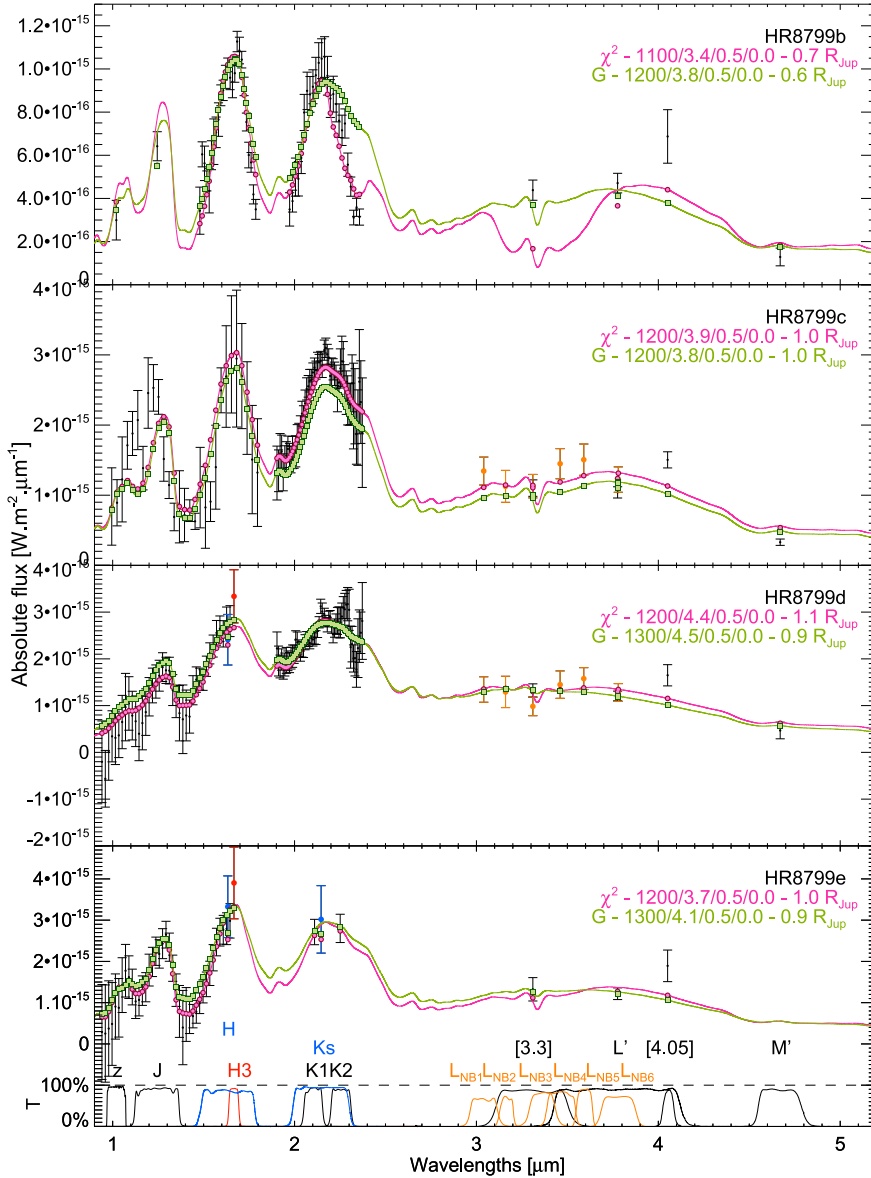 1.2•10⁻¹⁵
1.0•10⁻¹⁵
8.0•10⁻¹⁶
6.0•10⁻¹⁶
4.0•10⁻¹⁶
2.0•10⁻¹⁶
0
HR8799b
χ² - 1100/3.4/0.5/0.0 - 0.7 R_Jup
G - 1200/3.8/0.5/0.0 - 0.6 R_Jup
4•10⁻¹⁵
3•10⁻¹⁵
2•10⁻¹⁵
1•10⁻¹⁵
0
HR8799c
χ² - 1200/3.9/0.5/0.0 - 1.0 R_Jup
G - 1200/3.8/0.5/0.0 - 1.0 R_Jup
Absolute flux [W.m⁻².μm⁻¹]
4•10⁻¹⁵
3•10⁻¹⁵
2•10⁻¹⁵
1•10⁻¹⁵
0
-1•10⁻¹⁵
-2•10⁻¹⁵
HR8799d
χ² - 1200/4.4/0.5/0.0 - 1.1 R_Jup
G - 1300/4.5/0.5/0.0 - 0.9 R_Jup
4•10⁻¹⁵
3•10⁻¹⁵
2•10⁻¹⁵
1•10⁻¹⁵
0
HR8799e
χ² - 1200/3.7/0.5/0.0 - 1.0 R_Jup
G - 1300/4.1/0.5/0.0 - 0.9 R_Jup
H
Ks
[3.3]
L'
[4.05]
M'
z
J
H3
K1K2
L_NB1 L_NB2 L_NB3 L_NB4 L_NB5 L_NB6
100%
0%
T
1 2 3 4 5
Wavelengths [μm]